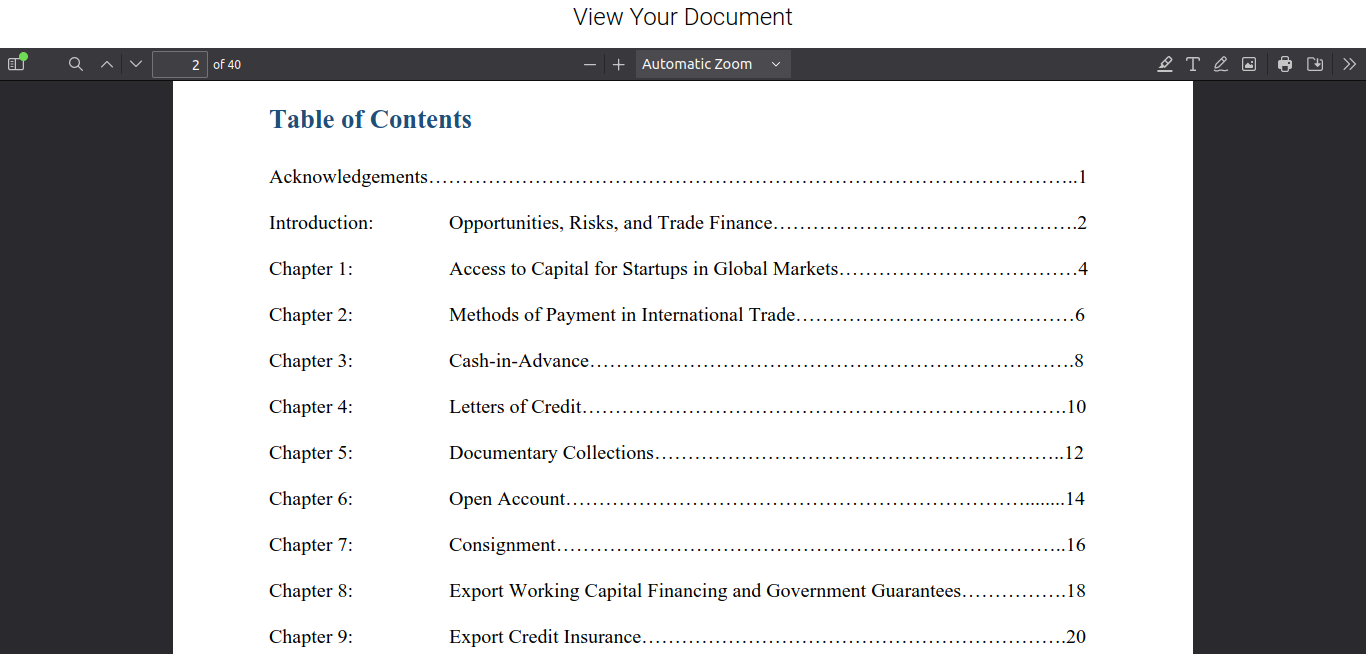 View Your Document
2 of 40
Automatic Zoom
Table of Contents
Acknowledgements………………………………………………………………………………………..1
Introduction: Opportunities, Risks, and Trade Finance……………………………………….2
Chapter 1: Access to Capital for Startups in Global Markets………………………………4
Chapter 2: Methods of Payment in International Trade……………………………………6
Chapter 3: Cash-in-Advance……………………………………………………………….8
Chapter 4: Letters of Credit……………………………………………………………….10
Chapter 5: Documentary Collections……………………………………………………..12
Chapter 6: Open Account…………………………………………………………….........14
Chapter 7: Consignment…………………………………………………………………..16
Chapter 8: Export Working Capital Financing and Government Guarantees…………….18
Chapter 9: Export Credit Insurance……………………………………………………….20